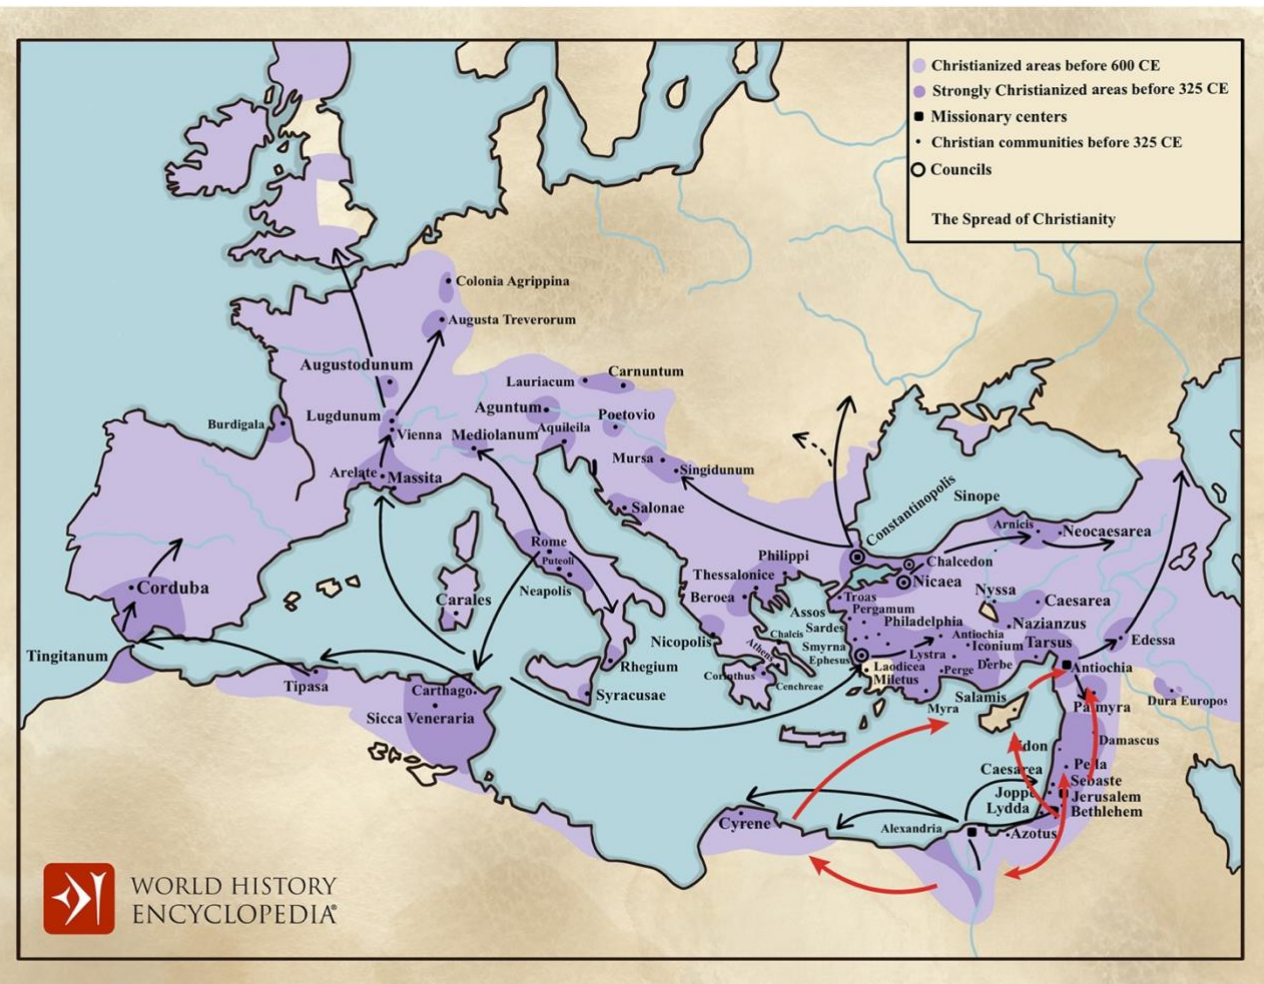 Christianized areas before 600 CE
Strongly Christianized areas before 325 CE
Missionary centers
Christian communities before 325 CE
Councils
The Spread of Christianity
Colonia Agrippina
Augusta Treverorum
Augustodunum
Lauriacum
Carnuntum
Aguntum
Poetovio
Burdigala
Lugdunum
Vienna
Mediolanum
Aquileila
Mursa
Singidunum
Arelate
Massita
Salonae
Constantinopolis
Sinope
Arnicis
Neocaesarea
Rome
Puteoli
Neapolis
Philippi
Chalcedon
Nicaea
Thessalonice
Beroea
Corduba
Carales
Troas
Nyssa
Caesarea
Assos
Pergamum
Sardes
Philadelphia
Nazianzus
Nicopolis
Chalcis
Athens
Smyrna
Antiochia
Iconium
Tarsus
Edessa
Tingitanum
Rhegium
Ephesus
Lystra
Derbe
Laodicea
Perge
Antiochia
Corinthus
Cenchreae
Miletus
Tipasa
Carthago
Syracusae
Salamis
Myra
Palmyra
Dura Europos
Sicca Veneraria
Damascus
Pella
Caesarea
Sebaste
Joppe
Jerusalem
Lydda
Bethlehem
Cyrene
Alexandria
Azotus
WORLD HISTORY
ENCYCLOPEDIA®